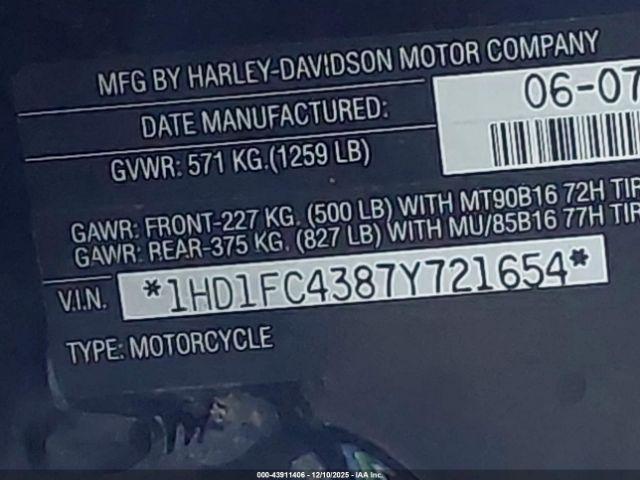 MFG BY HARLEY-DAVIDSON MOTOR COMPANY
DATE MANUFACTURED: 06-07
GVWR: 571 KG.(1259 LB)
GAWR: FRONT-227 KG. (500 LB) WITH MT90B16 72H TIR
GAWR: REAR-375 KG. (827 LB) WITH MU/85B16 77H TIR
V.I.N. *1HD1FC4387Y721654*
TYPE: MOTORCYCLE
000-43911406 - 12/10/2025 - IAA Inc.